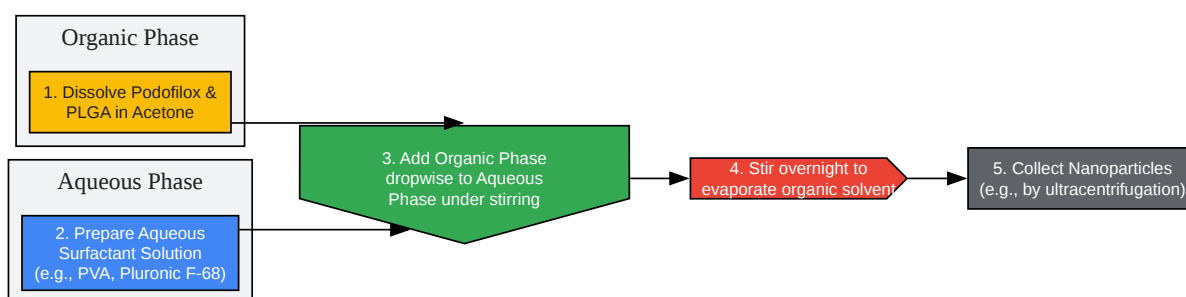 Organic Phase
1. Dissolve Podofilox &
PLGA in Acetone
Aqueous Phase
2. Prepare Aqueous
Surfactant Solution
(e.g., PVA, Pluronic F-68)
3. Add Organic Phase
dropwise to Aqueous
Phase under stirring
4. Stir overnight to
evaporate organic solvent
5. Collect Nanoparticles
(e.g., by ultracentrifugation)